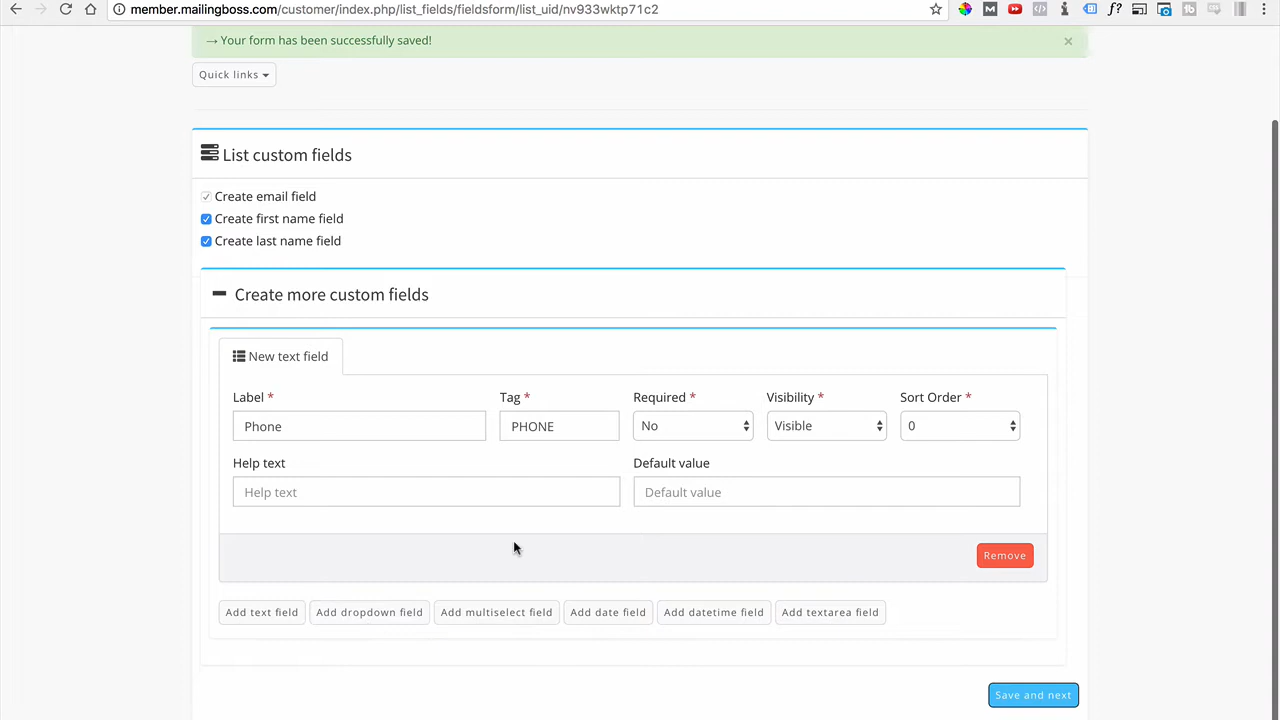 member.mailingboss.com/customer/index.php/list_fields/fieldsform/list_uid/nv933wktp71c2
→ Your form has been successfully saved!
×
Quick links
List custom fields
Create email field
Create first name field
Create last name field
Create more custom fields
New text field
Label * Tag * Required * Visibility * Sort Order *
Phone PHONE No Visible 0
Help text Default value
Help text Default value
Remove
Add text field Add dropdown field Add multiselect field Add date field Add datetime field Add textarea field
Save and next